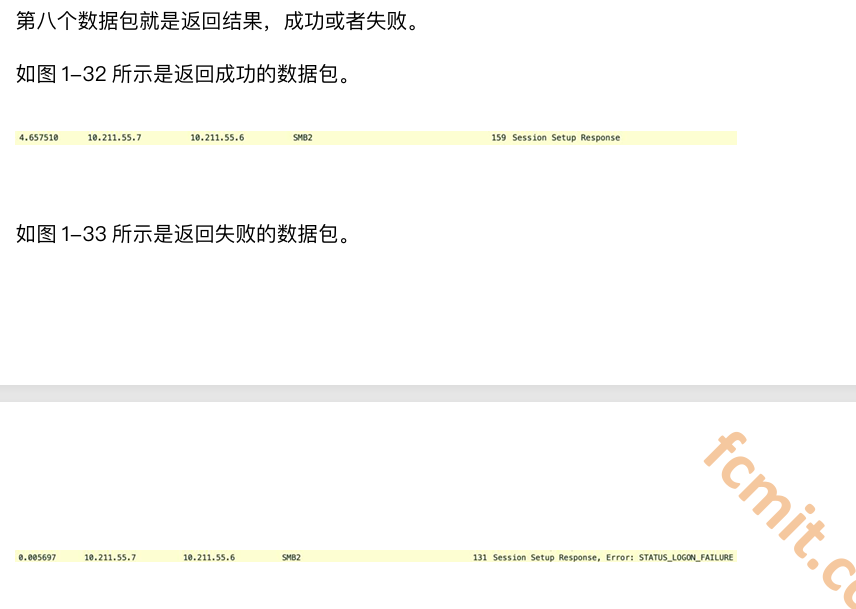 第八个数据包就是返回结果，成功或者失败。
如图 1-32 所示是返回成功的数据包。
4.657510 10.211.55.7 10.211.55.6 SMB2 159 Session Setup Response
如图 1-33 所示是返回失败的数据包。
fcmit.c
0.005697 10.211.55.7 10.211.55.6 SMB2 131 Session Setup Response, Error: STATUS_LOGON_FAILURE